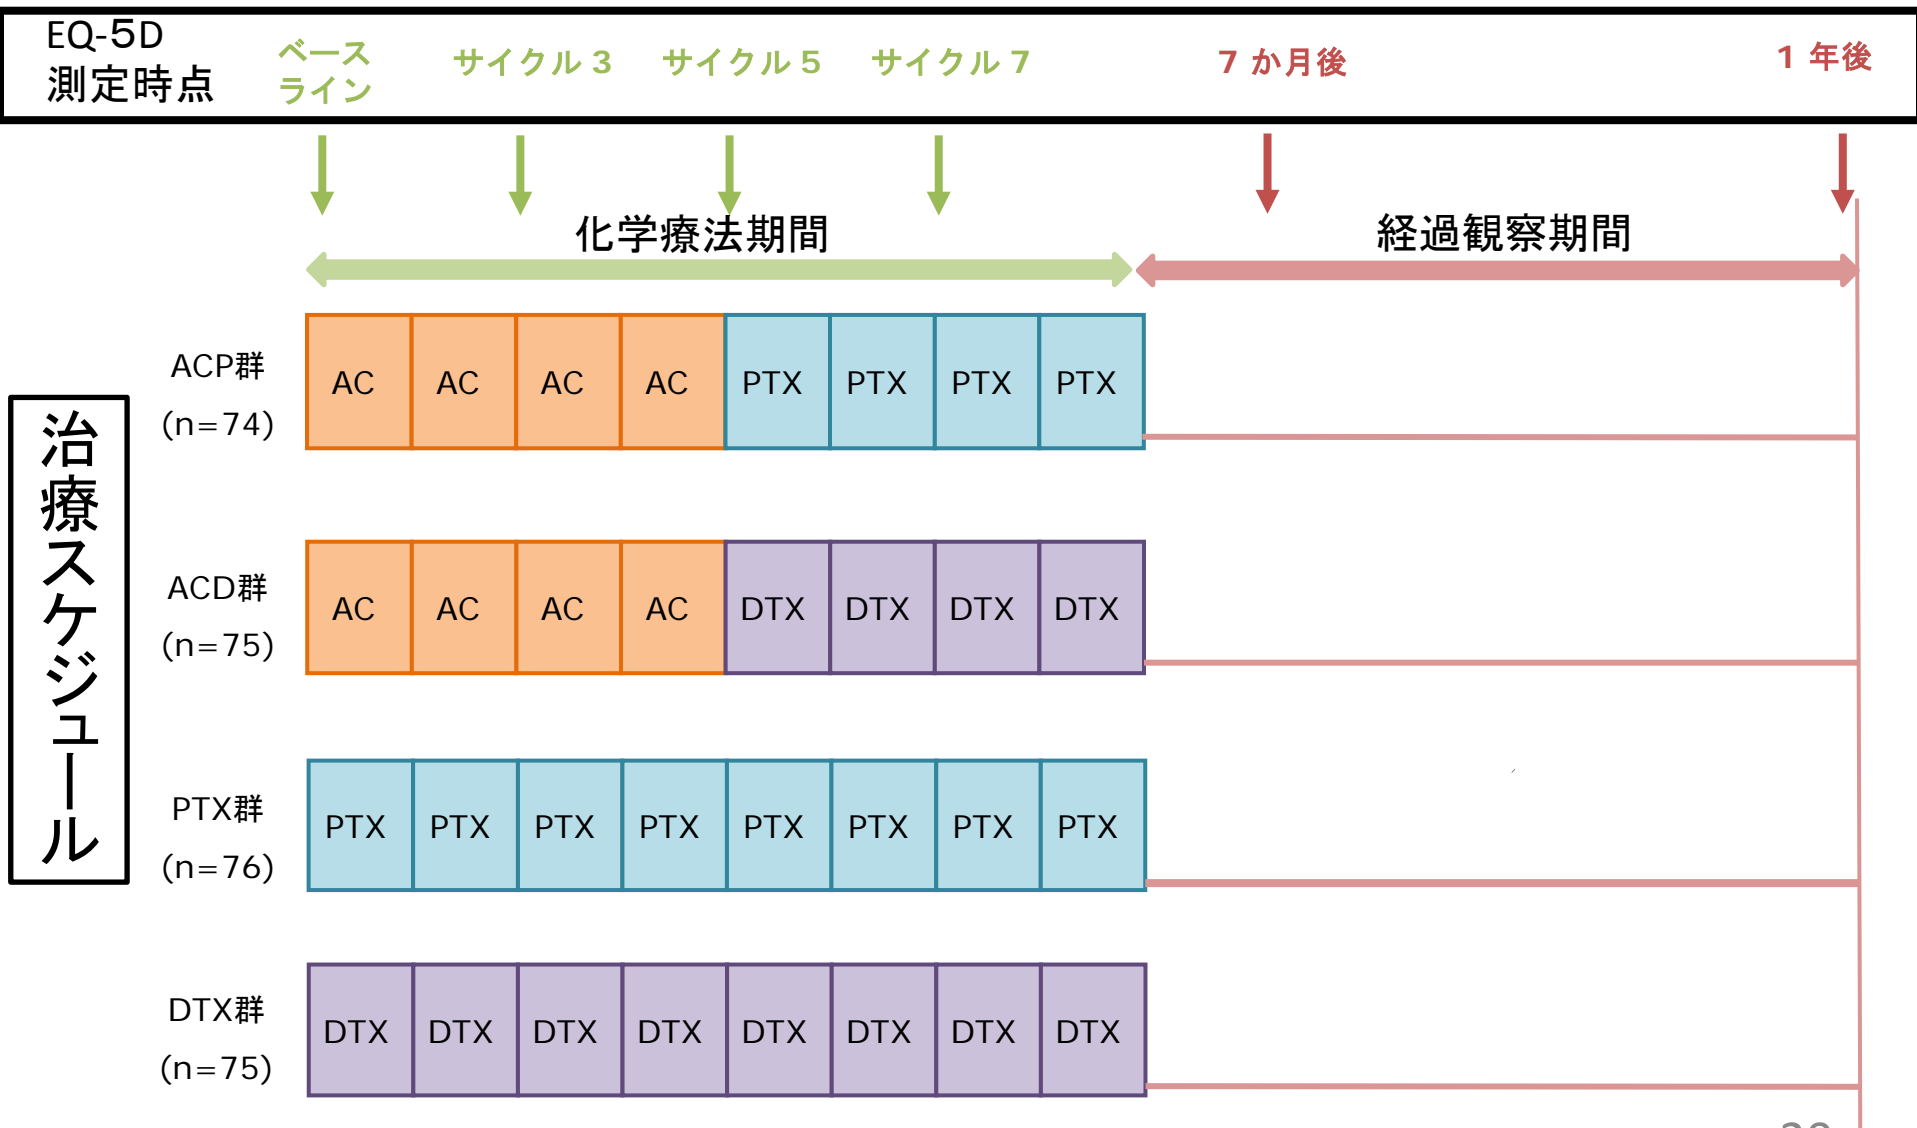 EQ-5D
測定時点
ベース
ライン
サイクル 3
サイクル 5
サイクル 7
7 か月後
1 年後
化学療法期間
経過観察期間
治療スケジュール
ACP群
(n=74)
AC AC AC AC PTX PTX PTX PTX
ACD群
(n=75)
AC AC AC AC DTX DTX DTX DTX
PTX群
(n=76)
PTX PTX PTX PTX PTX PTX PTX PTX
DTX群
(n=75)
DTX DTX DTX DTX DTX DTX DTX DTX